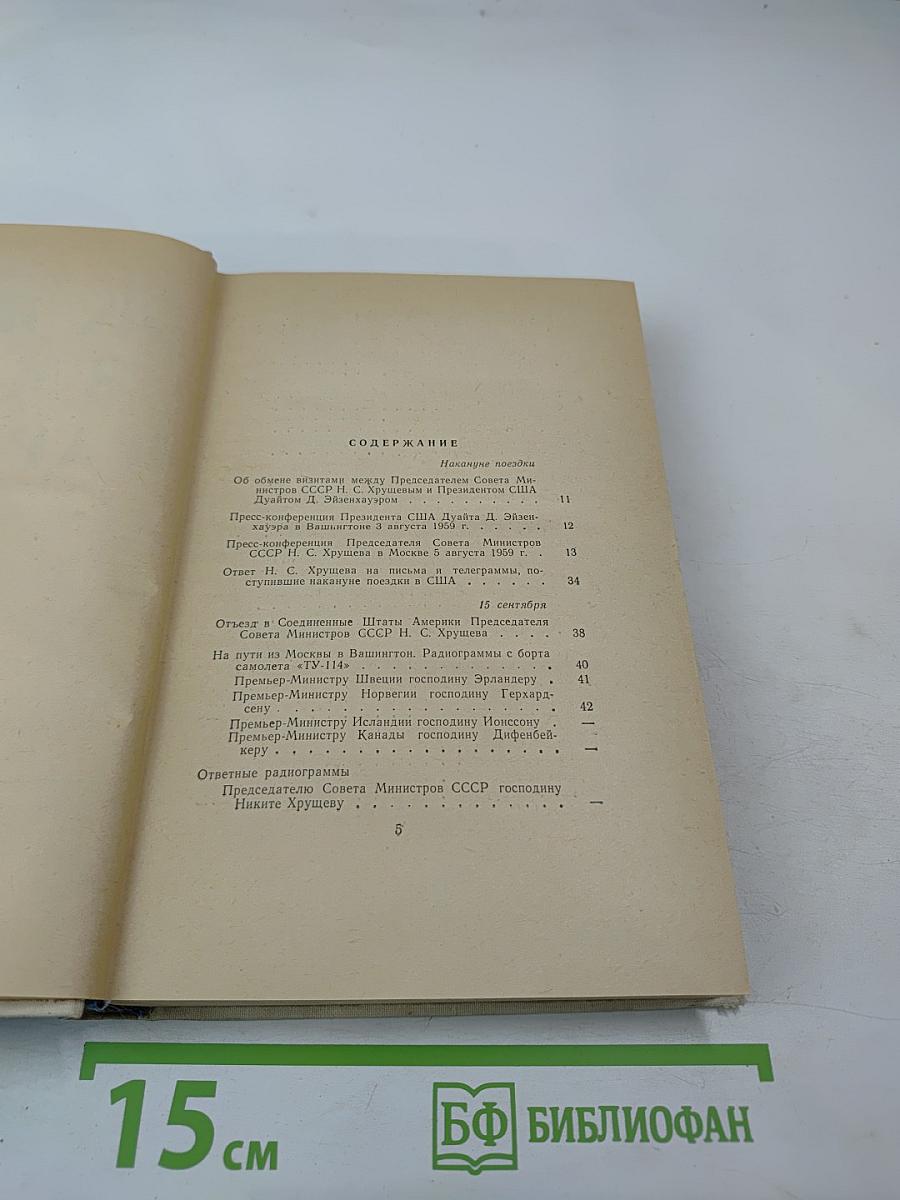 СОДЕРЖАНИЕ
Накануне поездки
Об обмене визитами между Председателем Совета Ми-
нистров СССР Н. С. Хрущевым и Президентом США
Дуайтом Д. Эйзенхауэром . . . . . . . . . . 11
Пресс-конференция Президента США Дуайта Д. Эйзен-
хауэра в Вашингтоне 3 августа 1959 г. . . . . . 12
Пресс-конференция Председателя Совета Министров
СССР Н. С. Хрущева в Москве 5 августа 1959 г. . 13
Ответ Н. С. Хрущева на письма и телеграммы, по-
ступившие накануне поездки в США . . . . . . 34
15 сентября
Отъезд в Соединенные Штаты Америки Председателя
Совета Министров СССР Н. С. Хрущева . . . . 38
На пути из Москвы в Вашингтон. Радиограммы с борта
самолета «ТУ-114» . . . . . . . . . . . . . 40
Премьер-Министру Швеции господину Эрландеру . 41
Премьер-Министру Норвегии господину Герхард-
сену . . . . . . . . . . . . . . . . . . 42
Премьер-Министру Исландии господину Ионссону . —
Премьер-Министру Канады господину Дифенбей-
керу . . . . . . . . . . . . . . . . . . —
Ответные радиограммы
Председателю Совета Министров СССР господину
Никите Хрущеву . . . . . . . . . . . . . —
5
15 см
БФ БИБЛИОФАН